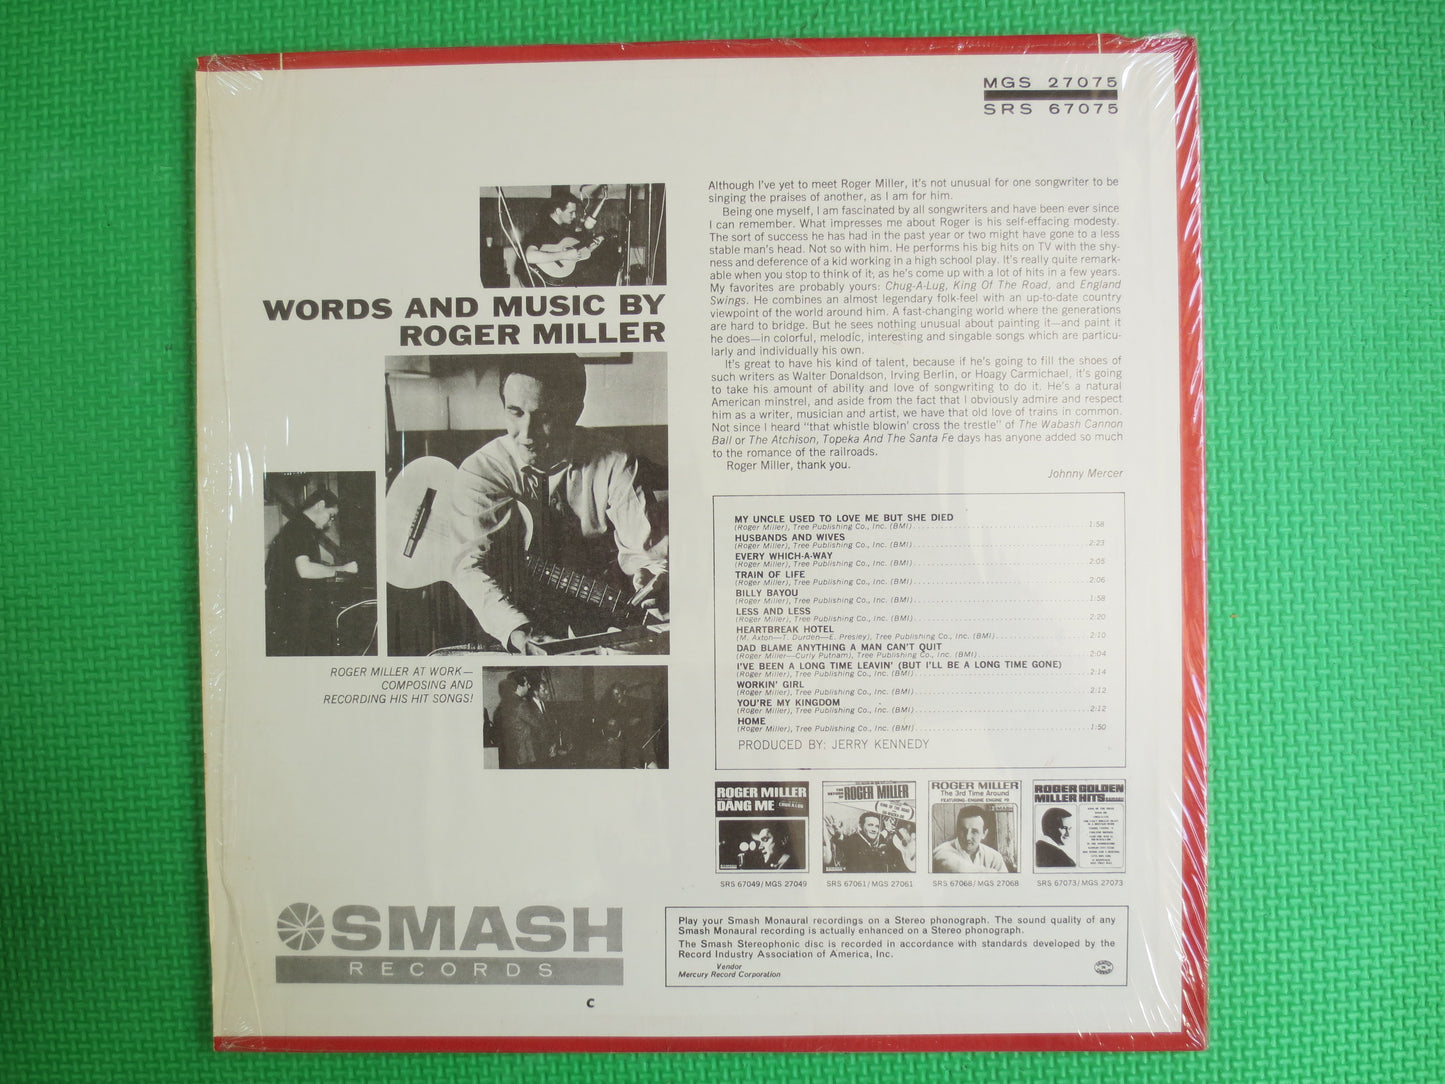 MGS 27075
SRS 67075
Although I've yet to meet Roger Miller, it's not unusual for one songwriter to be
singing the praises of another, as I am for him.
Being one myself, I am fascinated by all songwriters and have been ever since
I can remember. What impresses me about Roger is his self-effacing modesty.
The sort of success he has had in the past year or two might have gone to a less
stable man's head. Not so with him. He performs his big hits on TV with the shy-
ness and deference of a kid working in a high school play. It's really quite remark-
able when you stop to think of it, as he's come up with a lot of hits in a few years.
My favorites are probably yours: Chug-A-Lug, King Of The Road, and England
Swings. He combines an almost legendary folk-feel with an up-to-date country
viewpoint of the world around him. A fast-changing world where the generations
are hard to bridge. But he sees nothing unusual about painting it—and paint it
he does—in colorful, melodic, interesting and singable songs which are particu-
larly and individually his own.
It's great to have his kind of talent, because if he's going to fill the shoes of
such writers as Walter Donaldson, Irving Berlin, or Hoagy Carmichael, it's going
to take his amount of ability and love of songwriting to do it. He's a natural
American minstrel, and aside from the fact that I obviously admire and respect
him as a writer, musician and artist, we have that old love of trains in common.
Not since I heard "that whistle blowin' cross the trestle" of The Wabash Cannon
Ball or The Atchison, Topeka And The Santa Fe days has anyone added so much
to the romance of the railroads.
Roger Miller, thank you.
Johnny Mercer
WORDS AND MUSIC BY
ROGER MILLER
ROGER MILLER AT WORK—
COMPOSING AND
RECORDING HIS HIT SONGS!
MY UNCLE USED TO LOVE ME BUT SHE DIED
(Roger Miller), Tree Publishing Co., Inc. (BMI) 1:58
HUSBANDS AND WIVES
(Roger Miller), Tree Publishing Co., Inc. (BMI) 2:23
EVERY WHICH-A-WAY
(Roger Miller), Tree Publishing Co., Inc. (BMI) 2:05
TRAIN OF LIFE
(Roger Miller), Tree Publishing Co., Inc. (BMI) 2:06
BILLY BAYOU
(Roger Miller), Tree Publishing Co., Inc. (BMI) 1:58
LESS AND LESS
(Roger Miller), Tree Publishing Co., Inc. (BMI) 2:20
HEARTBREAK HOTEL
(M. Axton—T. Durden—E. Presley), Tree Publishing Co., Inc. (BMI) 2:10
DAD BLAME ANYTHING A MAN CAN'T QUIT
(Roger Miller—Curly Putnam), Tree Publishing Co., Inc. (BMI) 2:04
I'VE BEEN A LONG TIME LEAVIN' (BUT I'LL BE A LONG TIME GONE)
(Roger Miller), Tree Publishing Co., Inc. (BMI) 2:14
WORKIN' GIRL
(Roger Miller), Tree Publishing Co., Inc. (BMI) 2:12
YOU'RE MY KINGDOM
(Roger Miller), Tree Publishing Co., Inc. (BMI) 2:12
HOME
(Roger Miller), Tree Publishing Co., Inc. (BMI) 1:50
PRODUCED BY: JERRY KENNEDY
ROGER MILLER
DANG ME
CHUG-A-LUG
ROGER MILLER
ROGER MILLER
The 3rd Time Around
FEATURING: ENGINE ENGINE #9
SMASH
ROGER GOLDEN
MILLER HITS
SRS 67049/MGS 27049
SRS 67061/MGS 27061
SRS 67068/MGS 27068
SRS 67073/MGS 27073
SMASH
RECORDS
C
Play your Smash Monaural recordings on a Stereo phonograph. The sound quality of any
Smash Monaural recording is actually enhanced on a Stereo phonograph.
The Smash Stereophonic disc is recorded in accordance with standards developed by the
Record Industry Association of America, Inc.
Vendor
Mercury Record Corporation